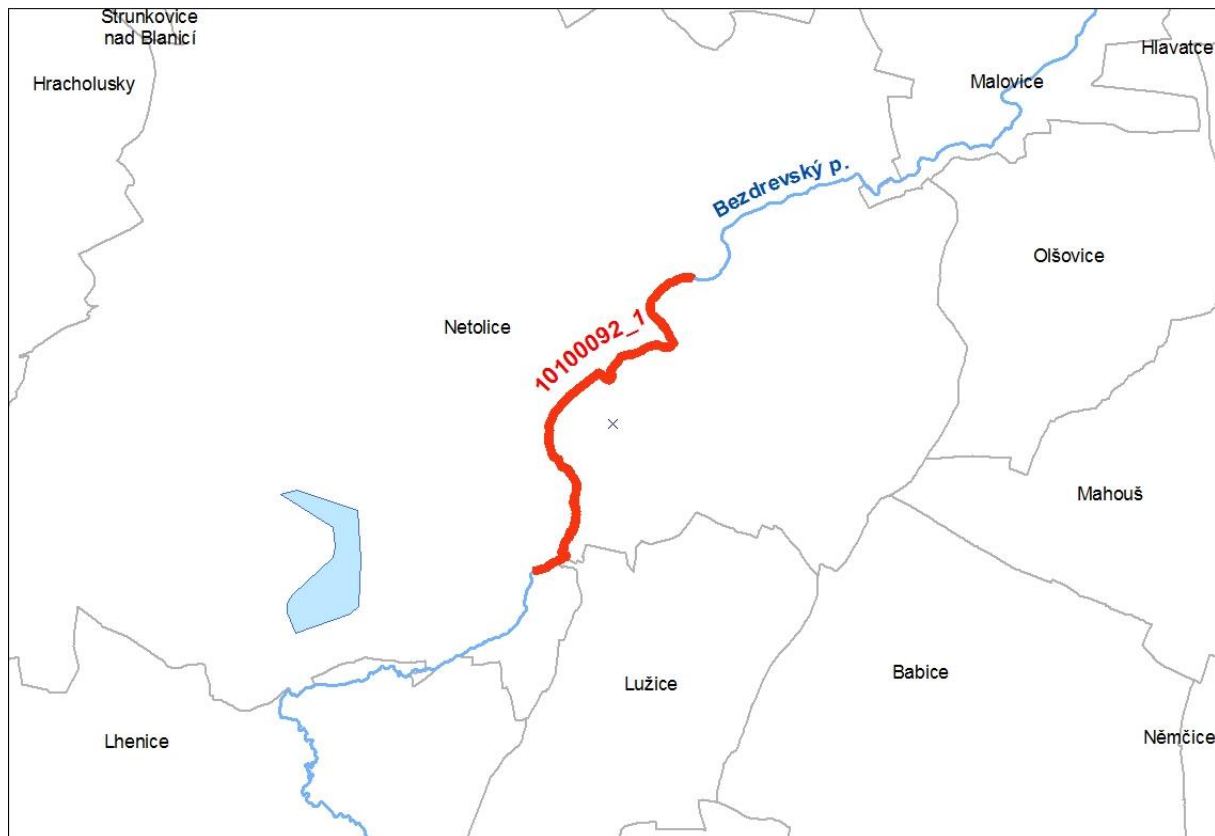 Strunkovice
nad Blanicí
Hlavatce
Hracholusky
Malovice
Bezdrevský p.
Olšovice
Netolice
10100092_1
Mahouš
Lužice
Babice
Lhenice
Němčice